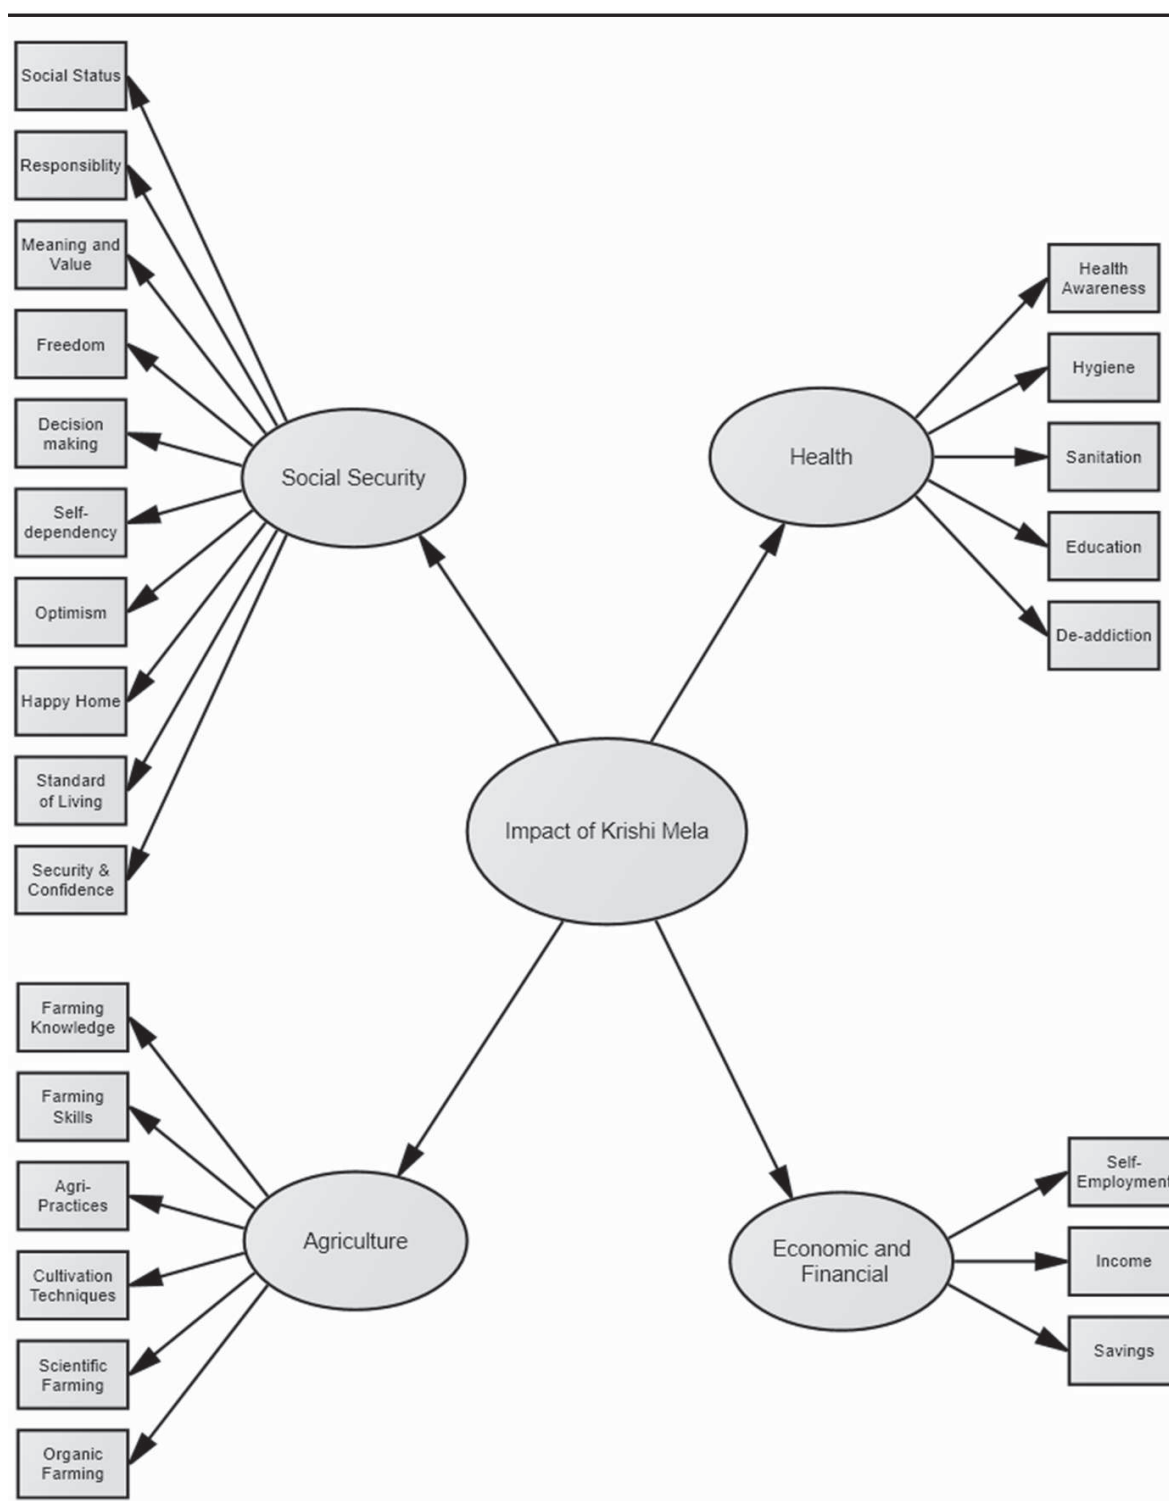 Social Status
Responsiblity
Meaning and
Value
Freedom
Decision
making
Self-
dependency
Optimism
Happy Home
Standard
of Living
Security &
Confidence
Social Security
Health
Health
Awareness
Hygiene
Sanitation
Education
De-addiction
Impact of Krishi Mela
Farming
Knowledge
Farming
Skills
Agri-
Practices
Cultivation
Techniques
Scientific
Farming
Organic
Farming
Agriculture
Economic and
Financial
Self-
Employment
Income
Savings